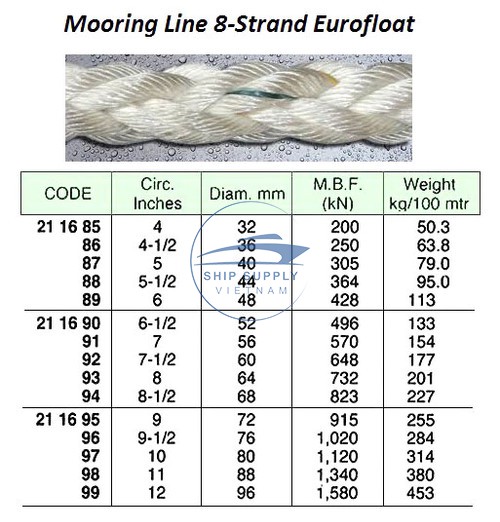 Mooring Line 8-Strand Eurofloat
CODE Circ. Inches Diam. mm M.B.F. (kN) Weight kg/100 mtr
21 16 85 4 32 200 50.3
86 4-1/2 36 250 63.8
87 5 40 305 79.0
88 5-1/2 44 364 95.0
89 6 48 428 113
21 16 90 6-1/2 52 496 133
91 7 56 570 154
92 7-1/2 60 648 177
93 8 64 732 201
94 8-1/2 68 823 227
21 16 95 9 72 915 255
96 9-1/2 76 1,020 284
97 10 80 1,120 314
98 11 88 1,340 380
99 12 96 1,580 453
SHIP SUPPLY
VIETNAM